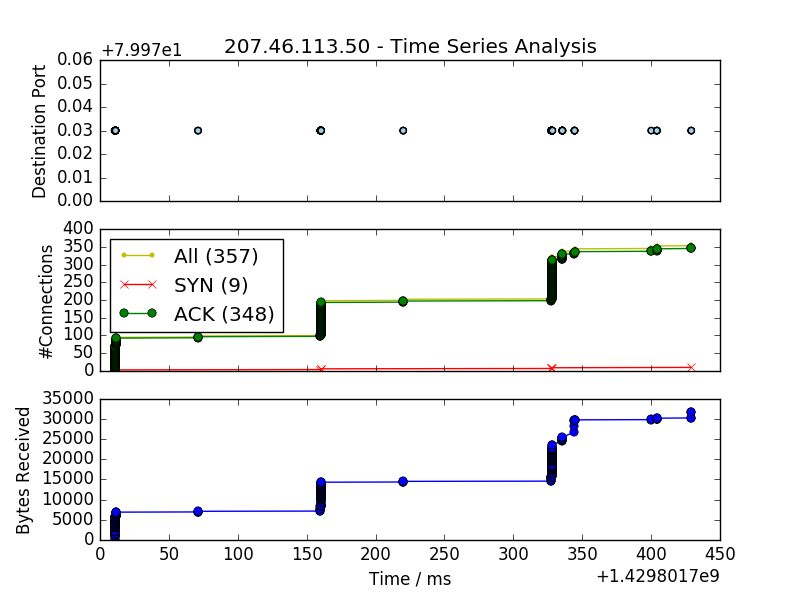 207.46.113.50 - Time Series Analysis
+7.997e1
0.06
0.05
0.04
0.03
0.02
0.01
0.00
Destination Port
400
350
300
250
200
150
100
50
0
#Connections
All (357)
SYN (9)
ACK (348)
35000
30000
25000
20000
15000
10000
5000
0
Bytes Received
0 50 100 150 200 250 300 350 400 450
Time / ms
+1.4298017e9